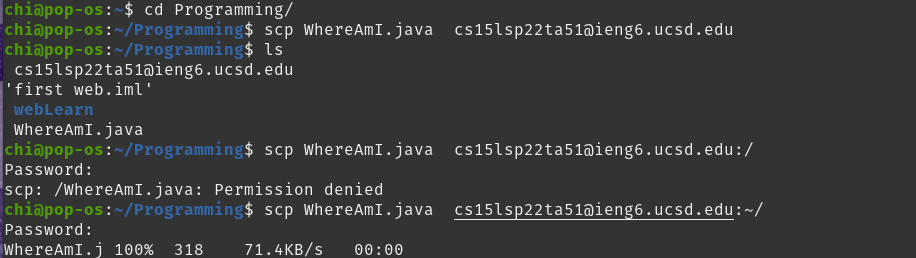 chi@pop-os:~$ cd Programming/
chi@pop-os:~/Programming$ scp WhereAmI.java  cs15lsp22ta51@ieng6.ucsd.edu
chi@pop-os:~/Programming$ ls
 cs15lsp22ta51@ieng6.ucsd.edu
'first web.iml'
 webLearn
 WhereAmI.java
chi@pop-os:~/Programming$ scp WhereAmI.java  cs15lsp22ta51@ieng6.ucsd.edu:/
Password:
scp: /WhereAmI.java: Permission denied
chi@pop-os:~/Programming$ scp WhereAmI.java  cs15lsp22ta51@ieng6.ucsd.edu:~/
Password:
WhereAmI.j 100%  318    71.4KB/s   00:00